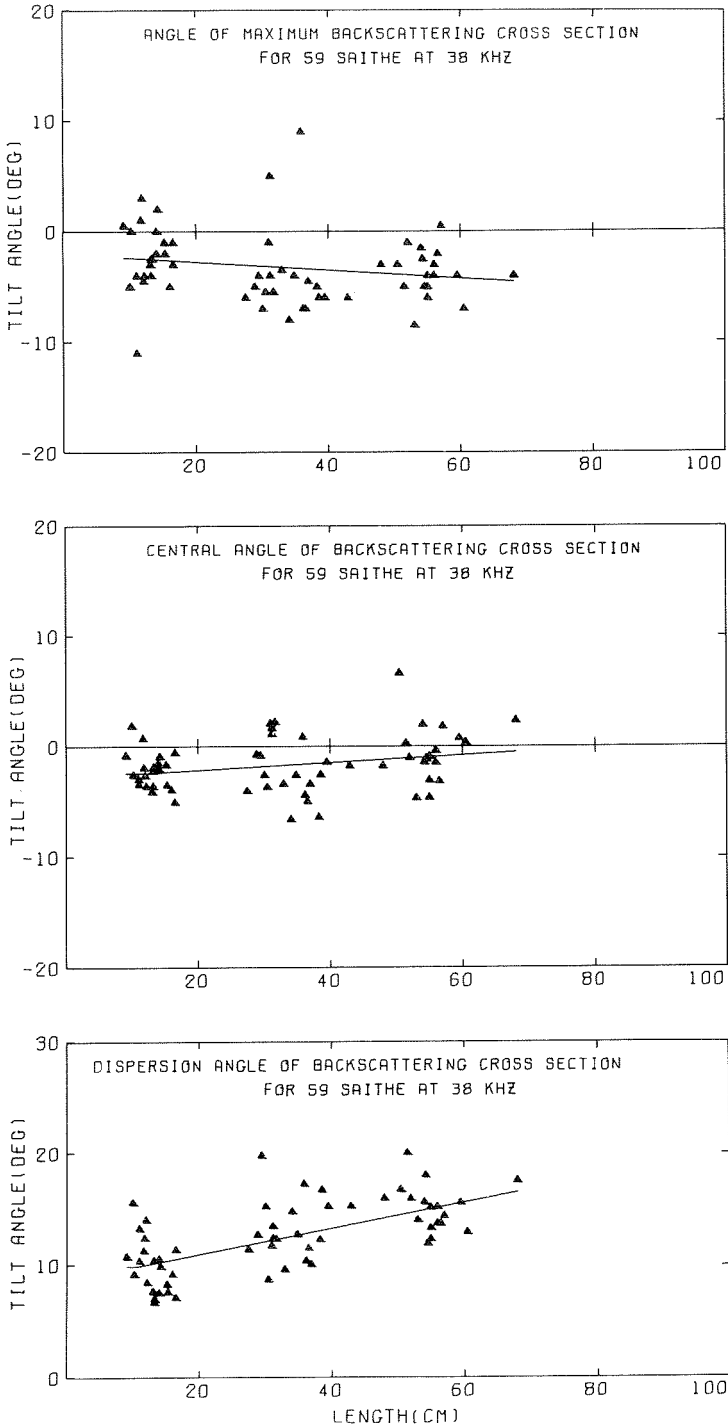 20
ANGLE OF MAXIMUM BACKSCATTERING CROSS SECTION
FOR 59 SAITHE AT 38 KHZ
10
0
-10
-20
TILT ANGLE(DEG)
20 40 60 80 100
20
CENTRAL ANGLE OF BACKSCATTERING CROSS SECTION
FOR 59 SAITHE AT 38 KHZ
10
0
-10
-20
TILT ANGLE(DEG)
20 40 60 80 100
30
DISPERSION ANGLE OF BACKSCATTERING CROSS SECTION
FOR 59 SAITHE AT 38 KHZ
20
10
0
TILT ANGLE(DEG)
20 40 60 80 100
LENGTH(CM)